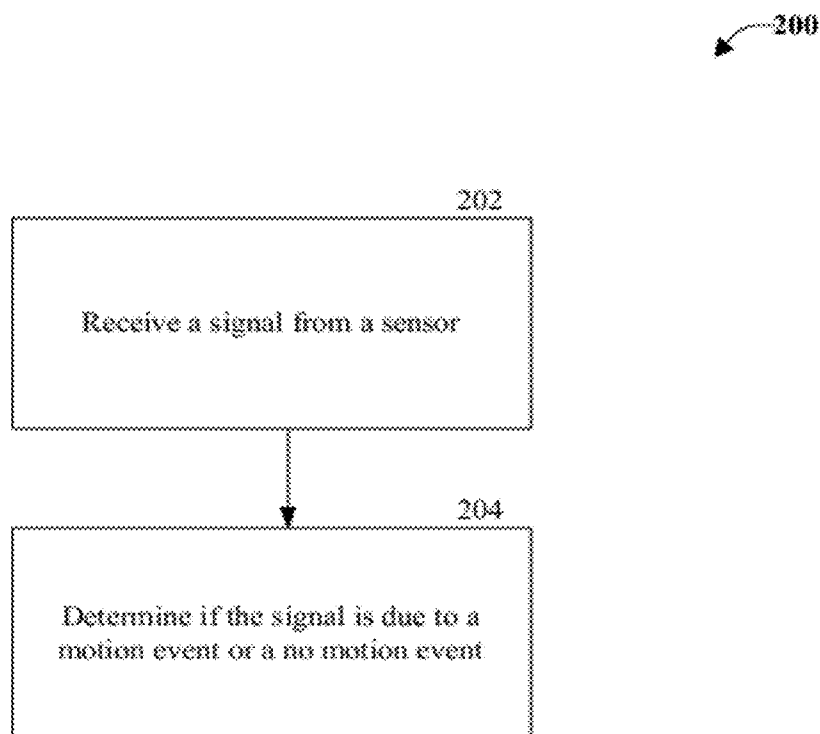 200
202
Receive a signal from a sensor
204
Determine if the signal is due to a
motion event or a no motion event